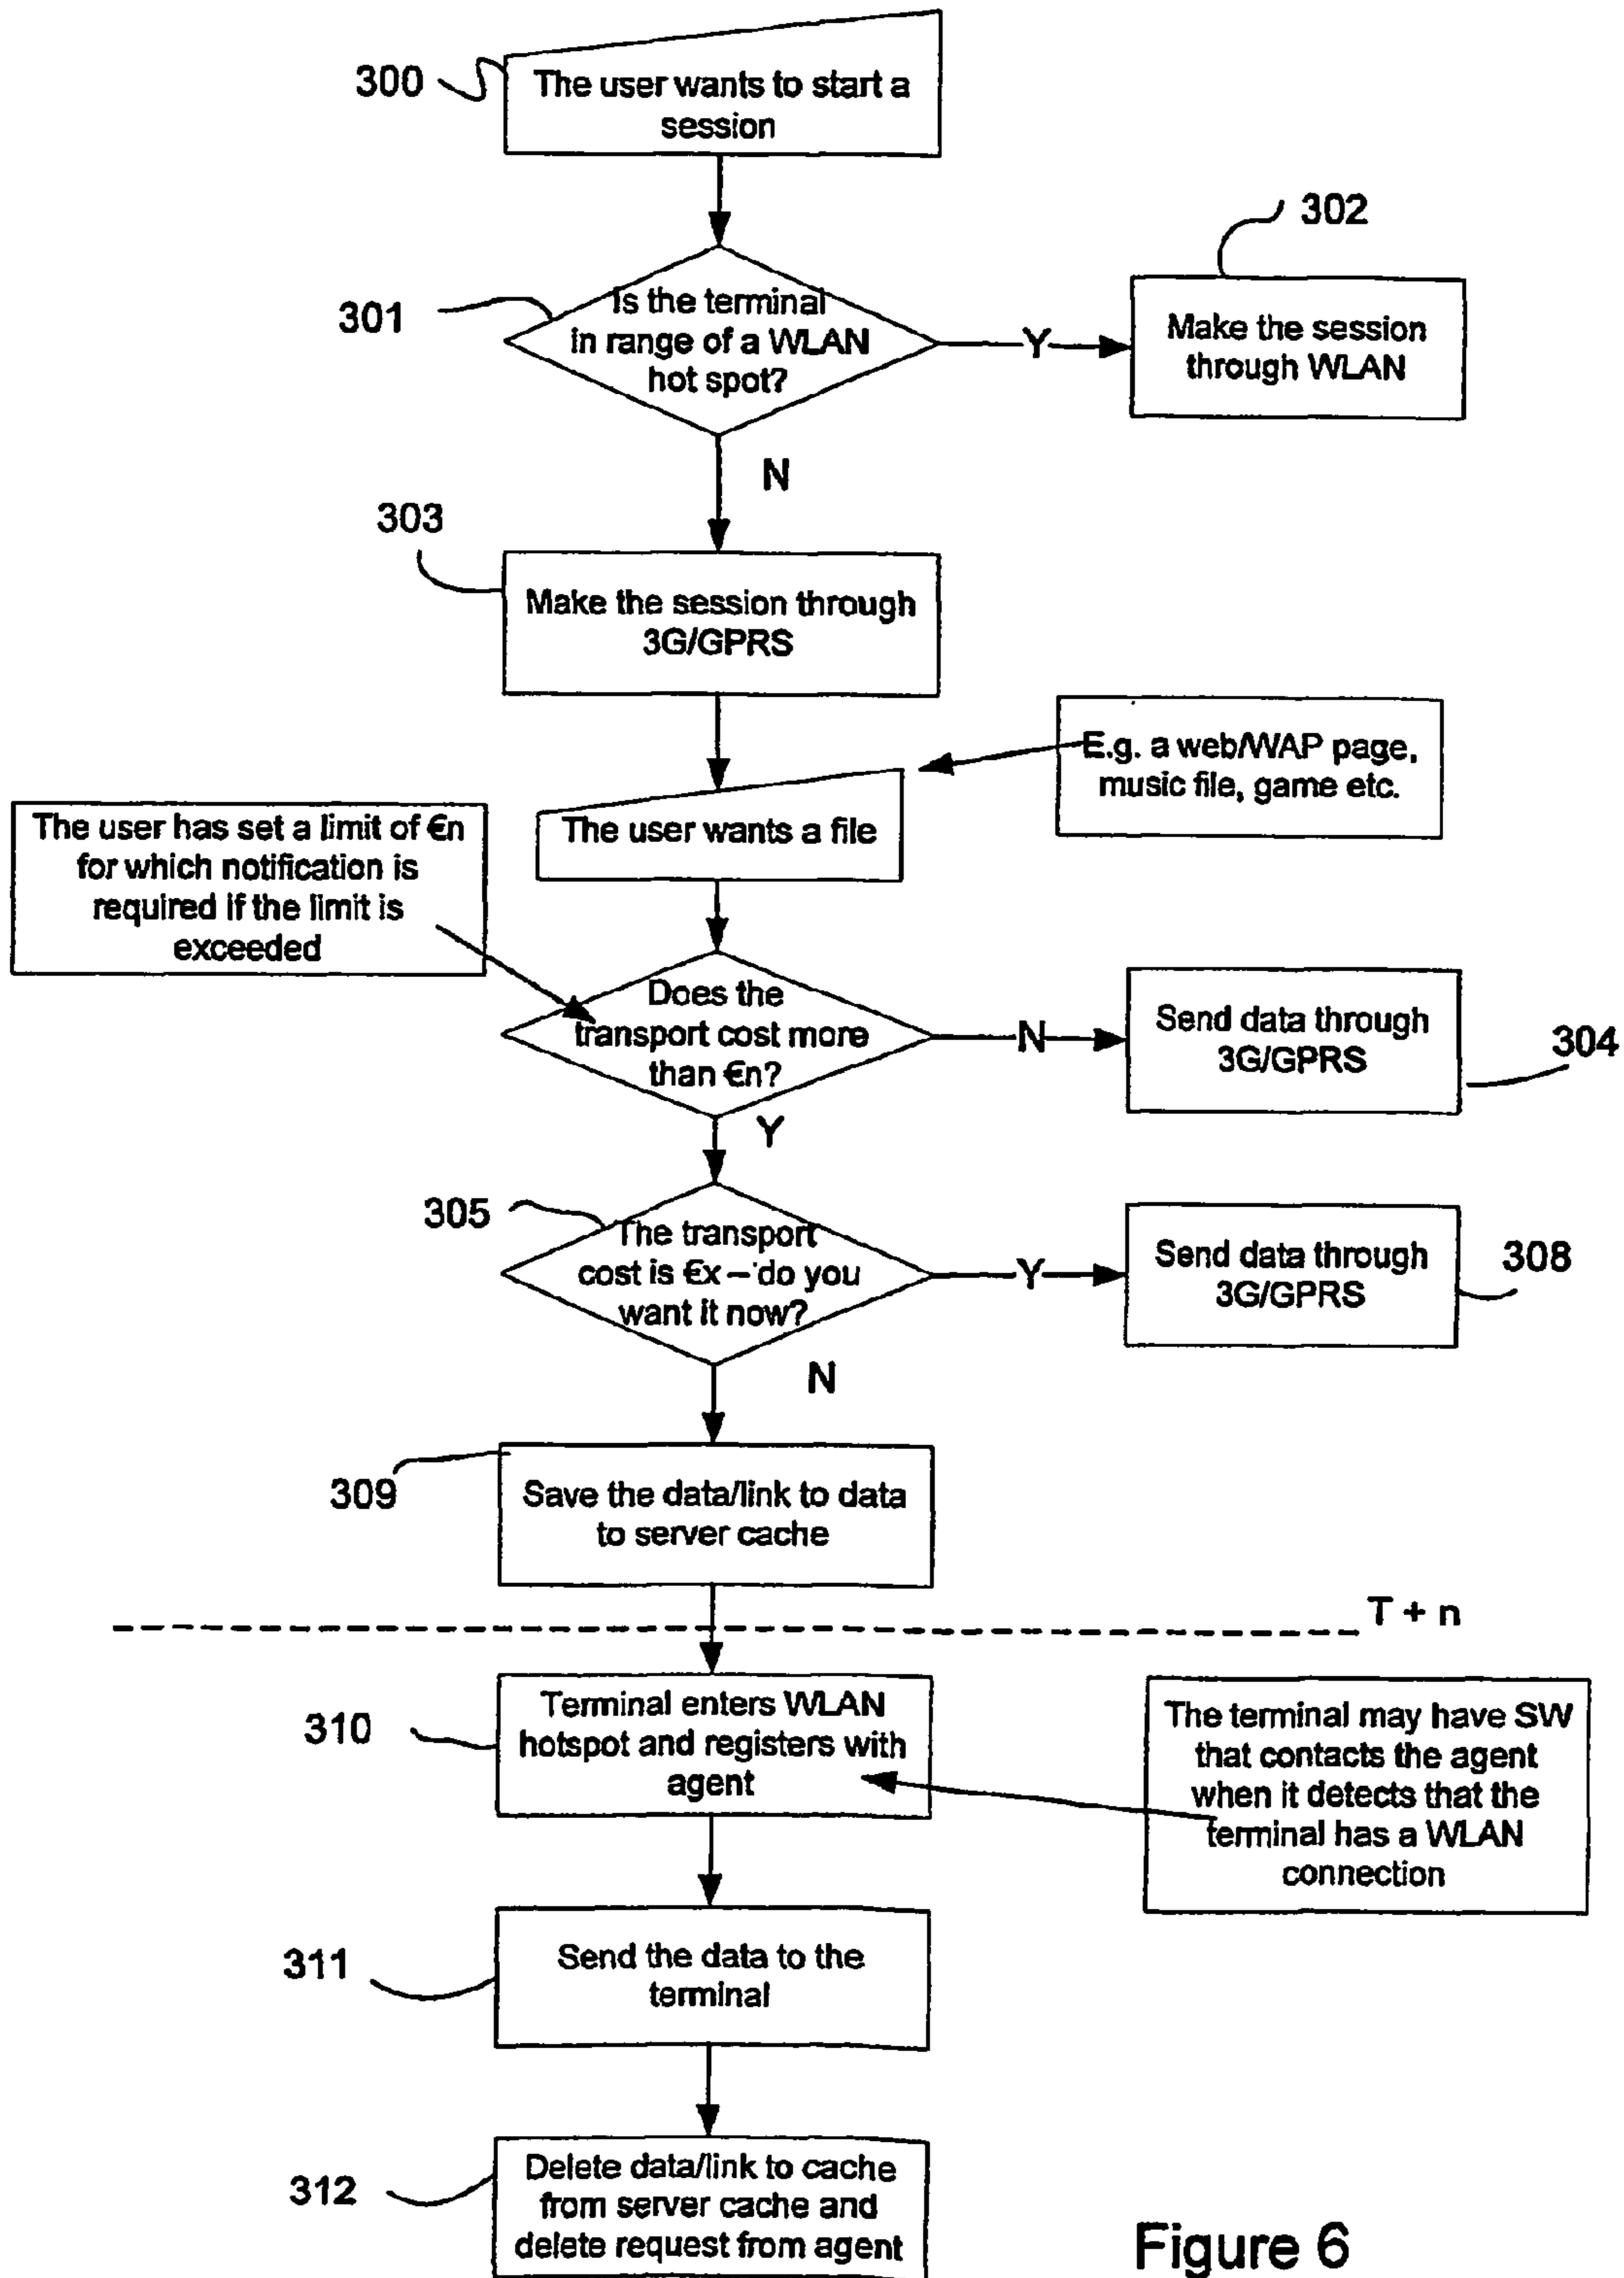 300
The user wants to start a
session
302
301
Is the terminal
in range of a WLAN
hot spot?
Y
Make the session
through WLAN
N
303
Make the session through
3G/GPRS
E.g. a web/WAP page,
music file, game etc.
The user wants a file
The user has set a limit of €n
for which notification is
required if the limit is
exceeded
Does the
transport cost more
than €n?
N
Send data through
3G/GPRS
304
Y
305
The transport
cost is €x – do you
want it now?
Y
Send data through
3G/GPRS
308
N
309
Save the data/link to data
to server cache
T + n
310
Terminal enters WLAN
hotspot and registers with
agent
The terminal may have SW
that contacts the agent
when it detects that the
terminal has a WLAN
connection
311
Send the data to the
terminal
312
Delete data/link to cache
from server cache and
delete request from agent
Figure 6